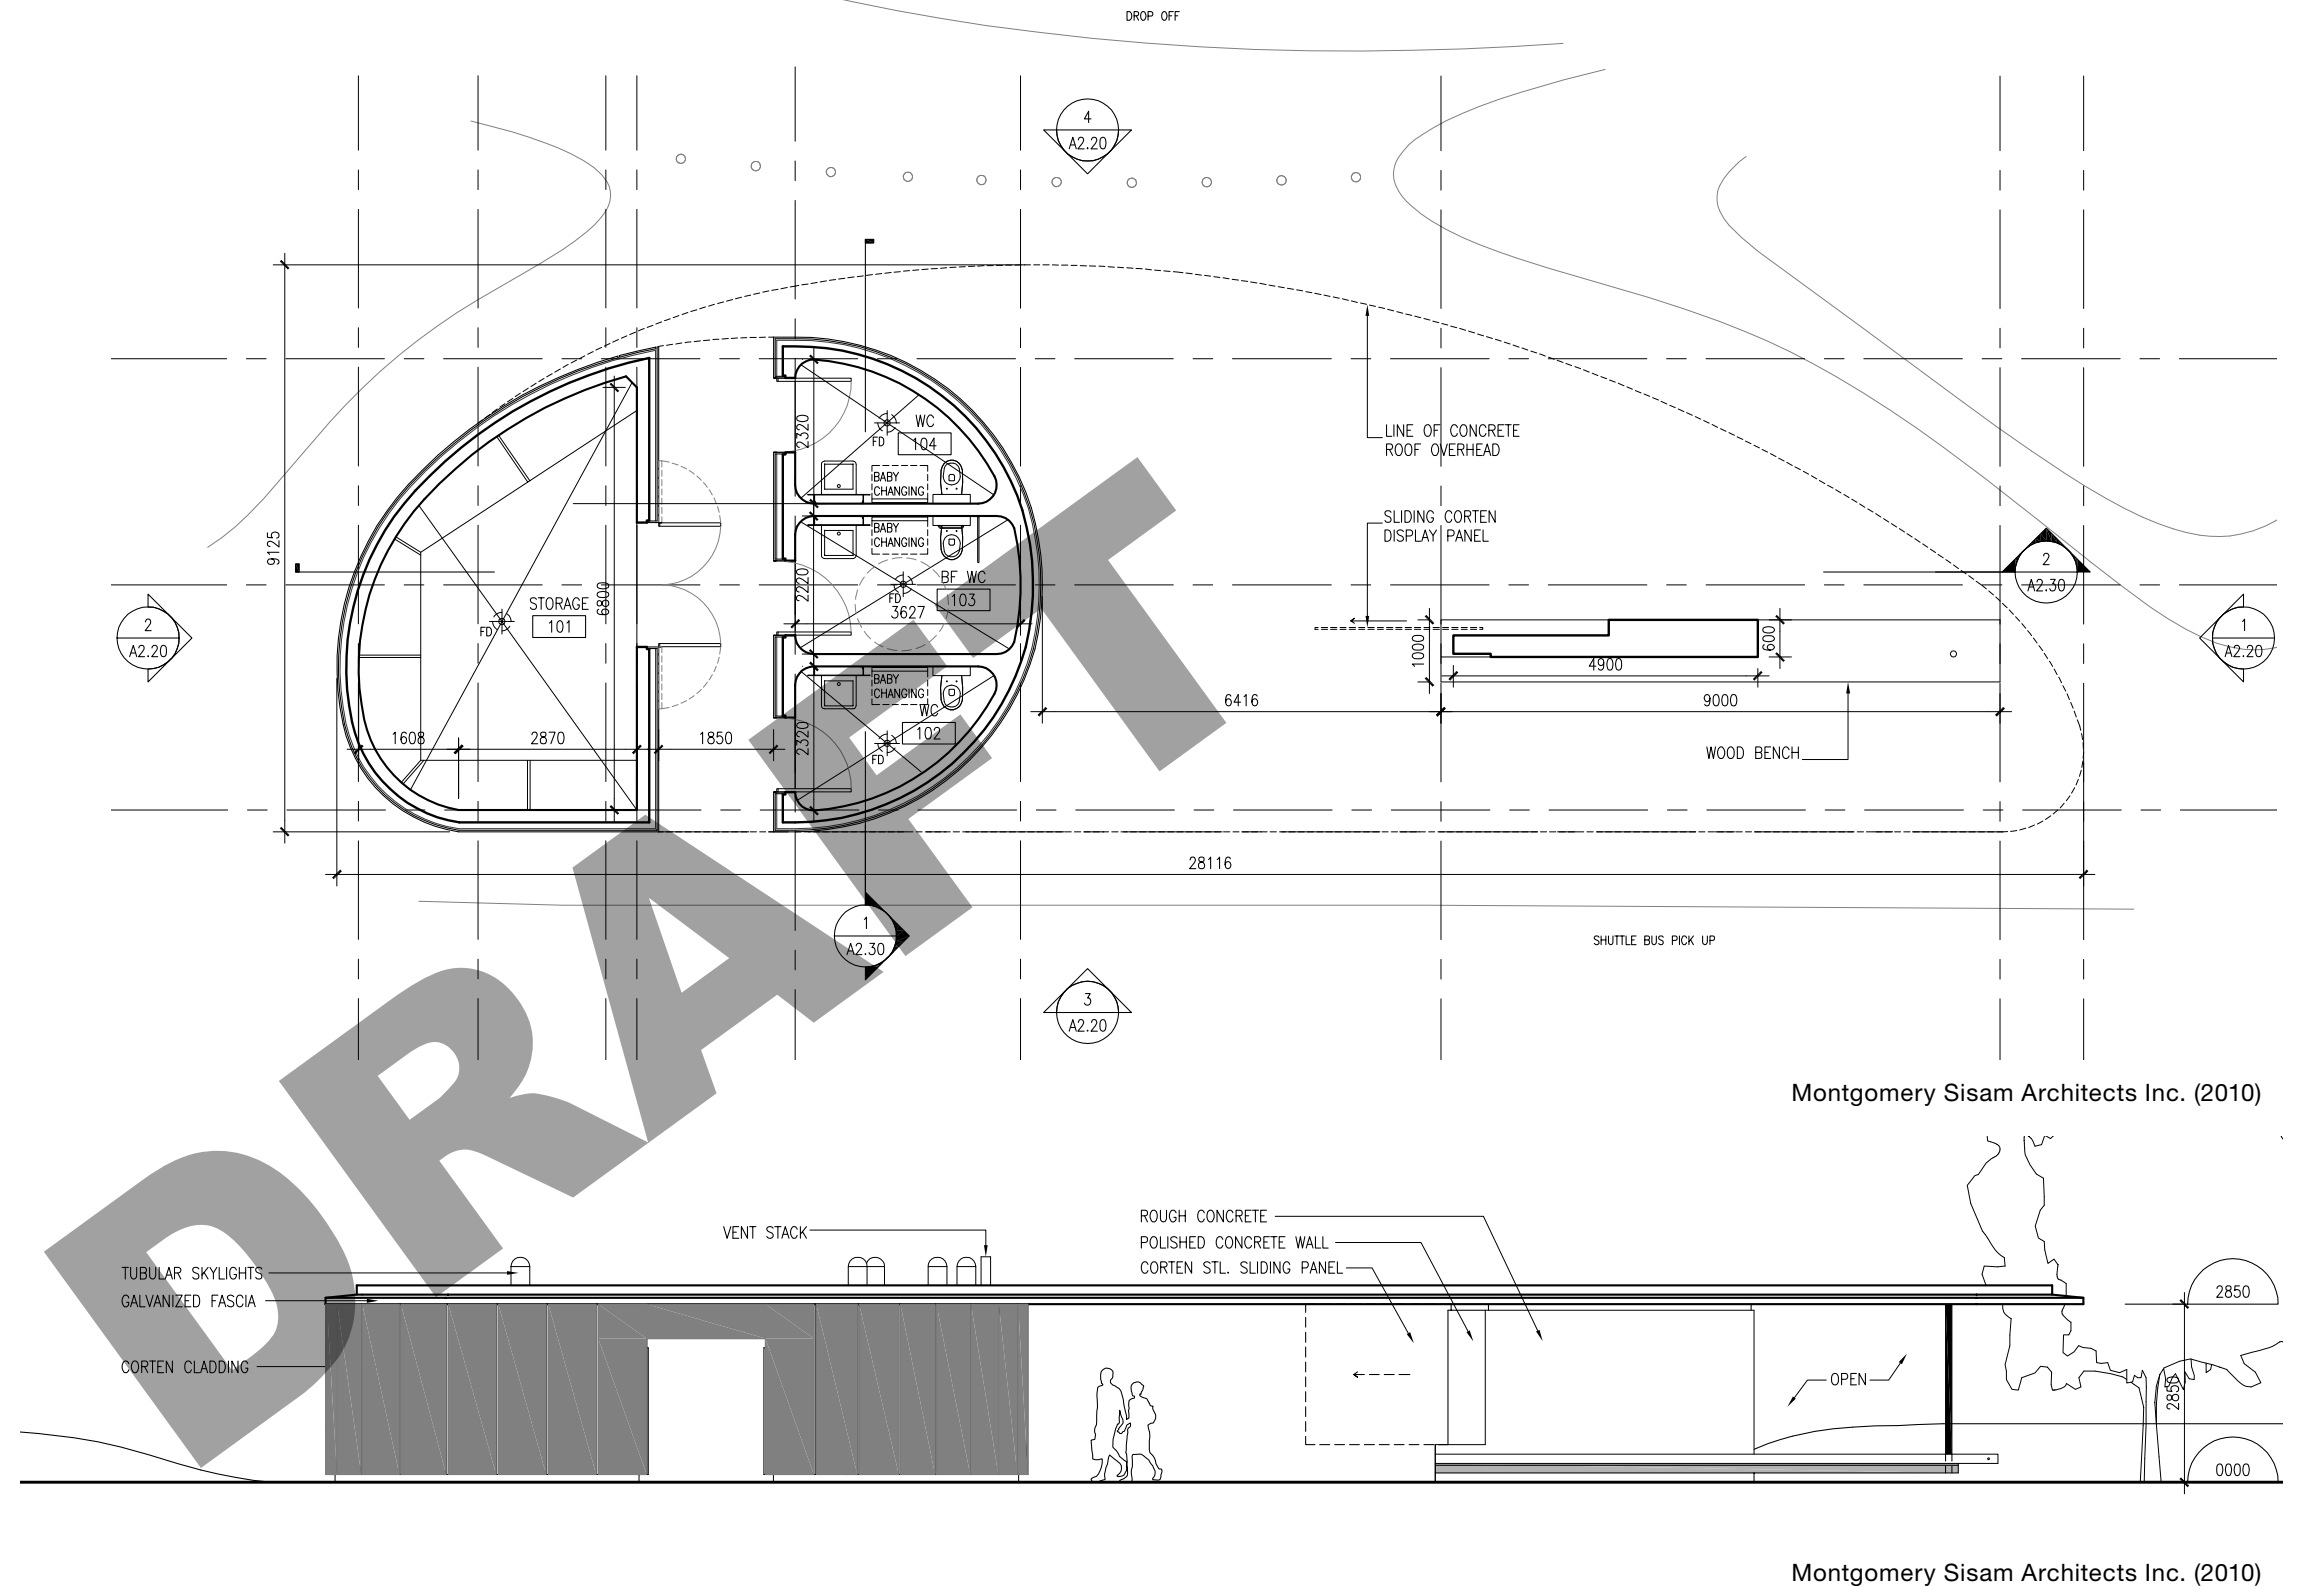 DROP OFF
4
A2.20
9125
2320
WC
104
FD
BABY
CHANGING
LINE OF CONCRETE
ROOF OVERHEAD
SLIDING CORTEN
DISPLAY PANEL
BABY
CHANGING
2
A2.30
2220
BF WC
103
FD
3627
STORAGE
101
FD
6800
2
A2.20
1
A2.20
1000
600
4900
BABY
CHANGING
WC
102
FD
2320
6416
9000
1608
2870
1850
WOOD BENCH
28116
1
A2.30
SHUTTLE BUS PICK UP
3
A2.20
DRAFT
Montgomery Sisam Architects Inc. (2010)
VENT STACK
ROUGH CONCRETE
POLISHED CONCRETE WALL
CORTEN STL. SLIDING PANEL
TUBULAR SKYLIGHTS
GALVANIZED FASCIA
2850
CORTEN CLADDING
OPEN
2850
0000
Montgomery Sisam Architects Inc. (2010)